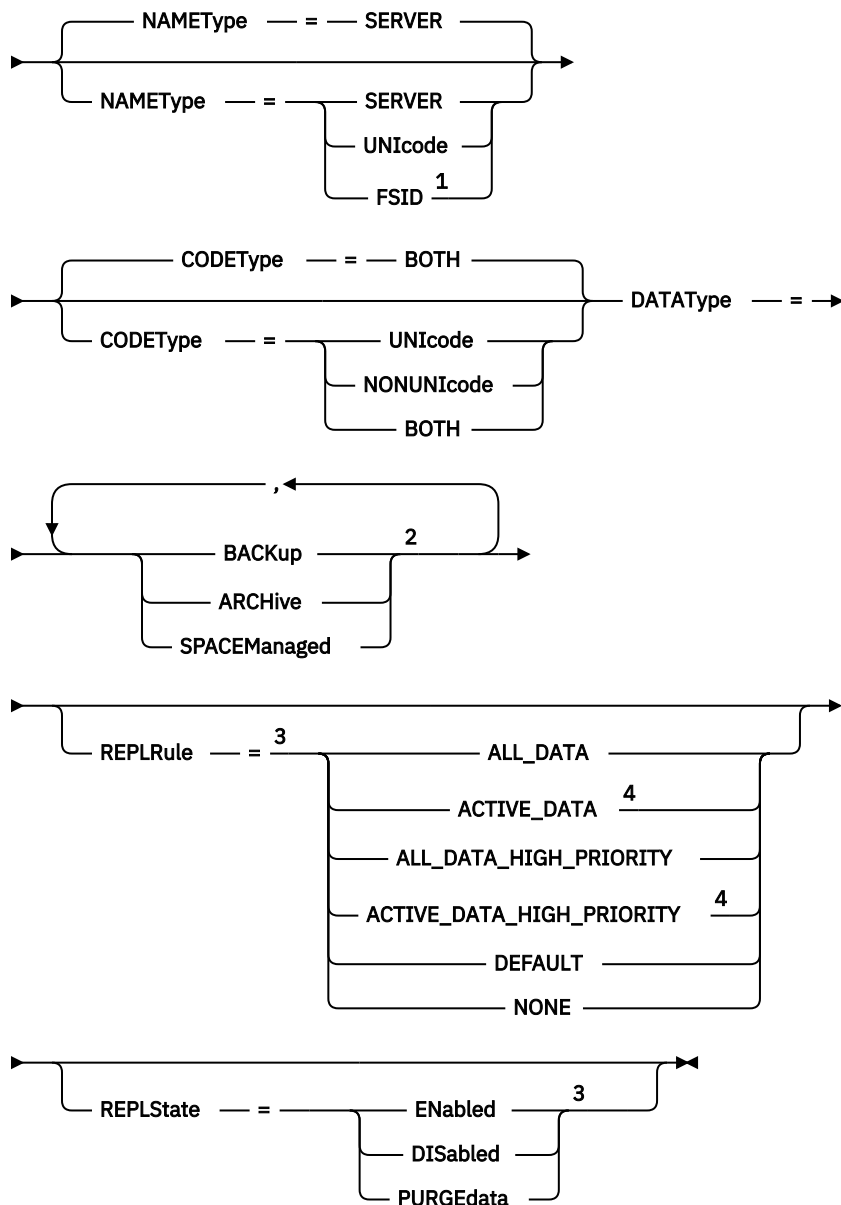 NAMEType = SERVER
NAMEType = SERVER
UNIcode
FSID 1
CODEType = BOTH
DATAType =
CODEType = UNIcode
NONUNIcode
BOTH
,
BACKup 2
ARCHive
SPACEManaged
REPLRule = 3 ALL_DATA
ACTIVE_DATA 4
ALL_DATA_HIGH_PRIORITY
ACTIVE_DATA_HIGH_PRIORITY 4
DEFAULT
NONE
REPLState = ENabled 3
DISabled
PURGEdata